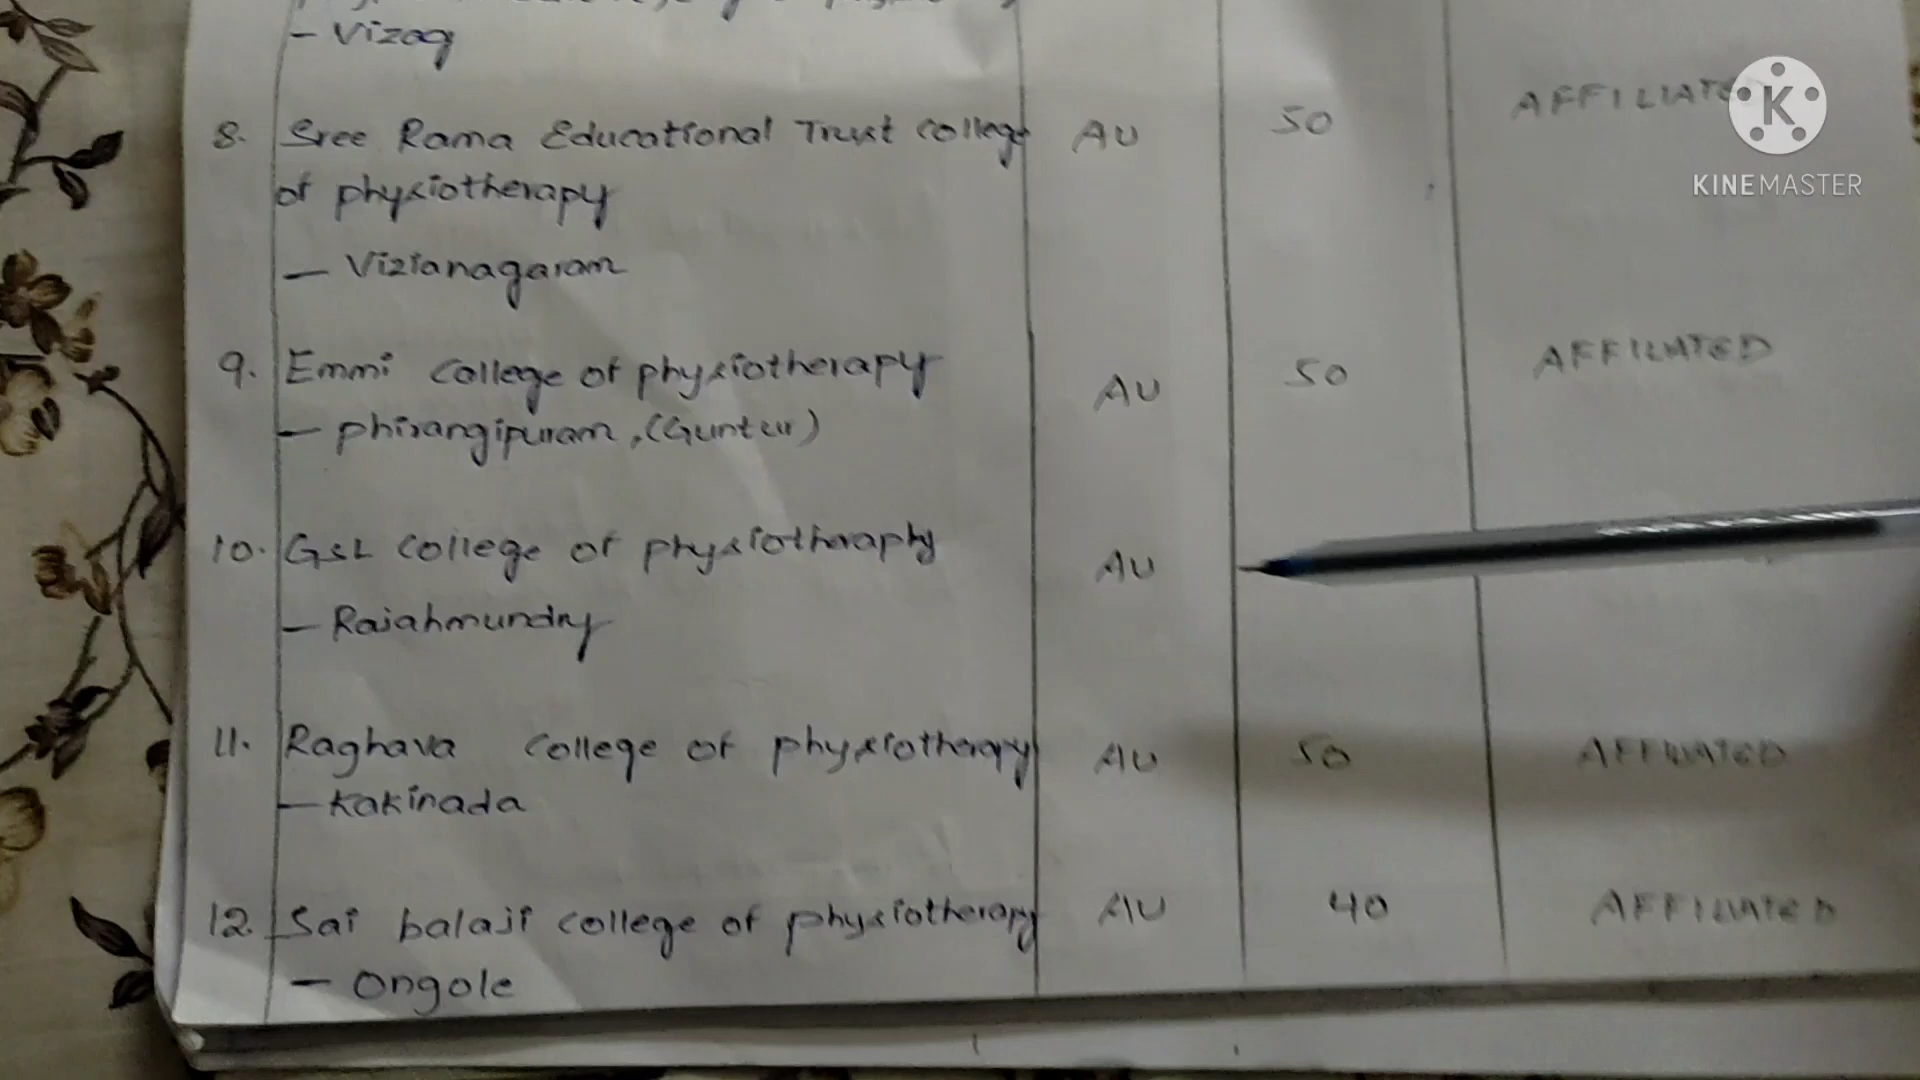 - Vizag
8. Sree Rama Educational Trust College AU 50 AFFILIATED
of physiotherapy
- Vizianagaram
9. Emmi College of physiotherapy AU 50 AFFILIATED
- phirangipuram, (Guntur)
10. GSL College of physiotheraphy AU
- Rajahmundry
11. Raghava College of physiotherapy AU 50 AFFILIATED
- Kakinada
12. Sai balaji college of physiotherapy AU 40 AFFILIATED
- Ongole
K
KINEMASTER